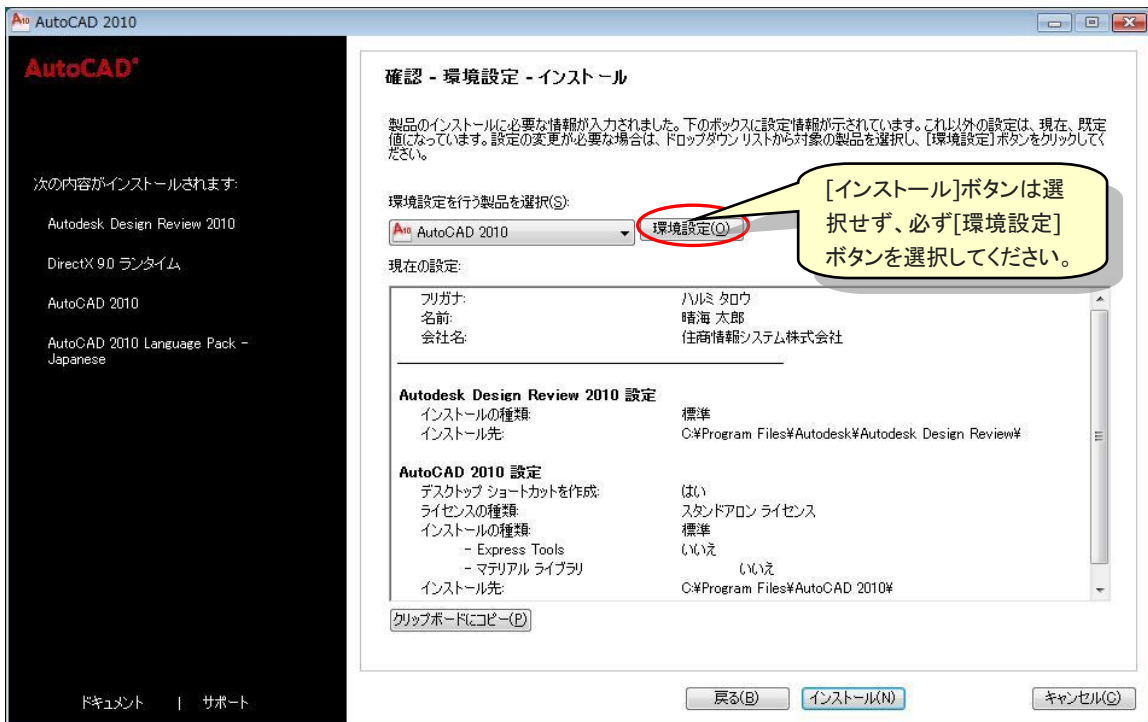 AutoCAD 2010
AutoCAD®
次の内容がインストールされます:
Autodesk Design Review 2010
DirectX 9.0 ランタイム
AutoCAD 2010
AutoCAD 2010 Language Pack -
Japanese
ドキュメント | サポート
確認 - 環境設定 - インストール
製品のインストールに必要な情報が入力されました。下のボックスに設定情報が示されています。これ以外の設定は、現在、既定
値になっています。設定の変更が必要な場合は、ドロップダウン リストから対象の製品を選択し、[環境設定]ボタンをクリックしてく
ださい。
環境設定を行う製品を選択(S):
AutoCAD 2010
環境設定(O)
[インストール]ボタンは選
択せず、必ず[環境設定]
ボタンを選択してください。
現在の設定:
フリガナ: ハルミ タロウ
名前: 晴海 太郎
会社名: 住商情報システム株式会社
Autodesk Design Review 2010 設定
インストールの種類: 標準
インストール先: C:¥Program Files¥Autodesk¥Autodesk Design Review¥
AutoCAD 2010 設定
デスクトップ ショートカットを作成: はい
ライセンスの種類: スタンドアロン ライセンス
インストールの種類: 標準
- Express Tools いいえ
- マテリアル ライブラリ いいえ
インストール先: C:¥Program Files¥AutoCAD 2010¥
クリップボードにコピー(P)
戻る(B) インストール(N) キャンセル(C)